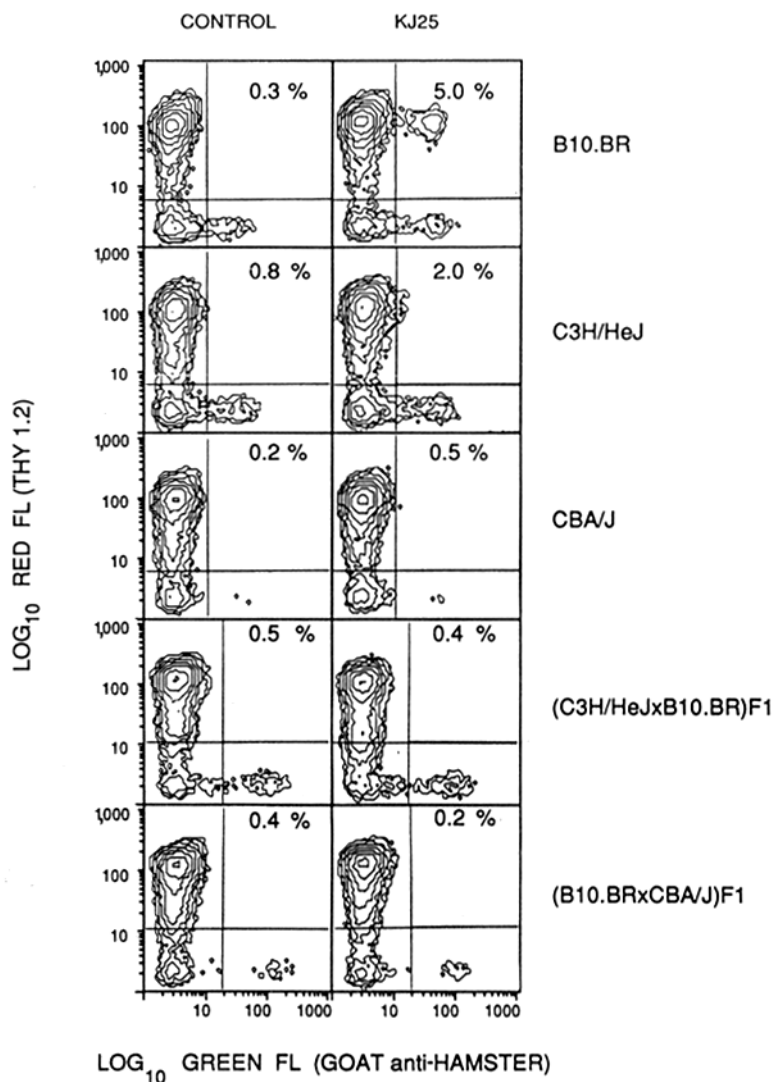 CONTROL KJ25
1,000 0.3 % 5.0 %
100
10
B10.BR
1,000 0.8 % 2.0 %
100
10
C3H/HeJ
1,000 0.2 % 0.5 %
100
10
CBA/J
1,000 0.5 % 0.4 %
100
10
(C3H/HeJxB10.BR)F1
1,000 0.4 % 0.2 %
100
10
(B10.BRxCBA/J)F1
10 100 1000 10 100 1000
LOG10 RED FL (THY 1.2)
LOG10 GREEN FL (GOAT anti-HAMSTER)